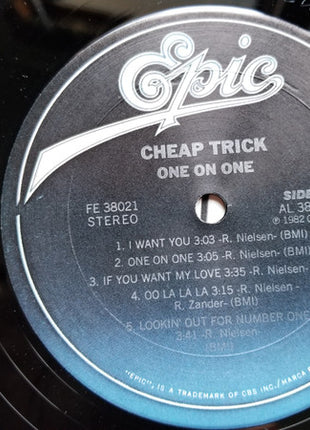 Epic
CHEAP TRICK
ONE ON ONE
FE 38021
STEREO
SIDE
AL 38
℗ 1982 C
1. I WANT YOU 3:03 -R. Nielsen- (BMI)
2. ONE ON ONE 3:05 -R. Nielsen- (BMI)
3. IF YOU WANT MY LOVE 3:35 -R. Nielsen-
4. OO LA LA LA 3:15 -R. Nielsen-
R. Zander- (BMI)
5. LOOKIN' OUT FOR NUMBER ONE
3:41 -R. Nielsen-
(BMI)
"EPIC", IS A TRADEMARK OF CBS INC./MARCA